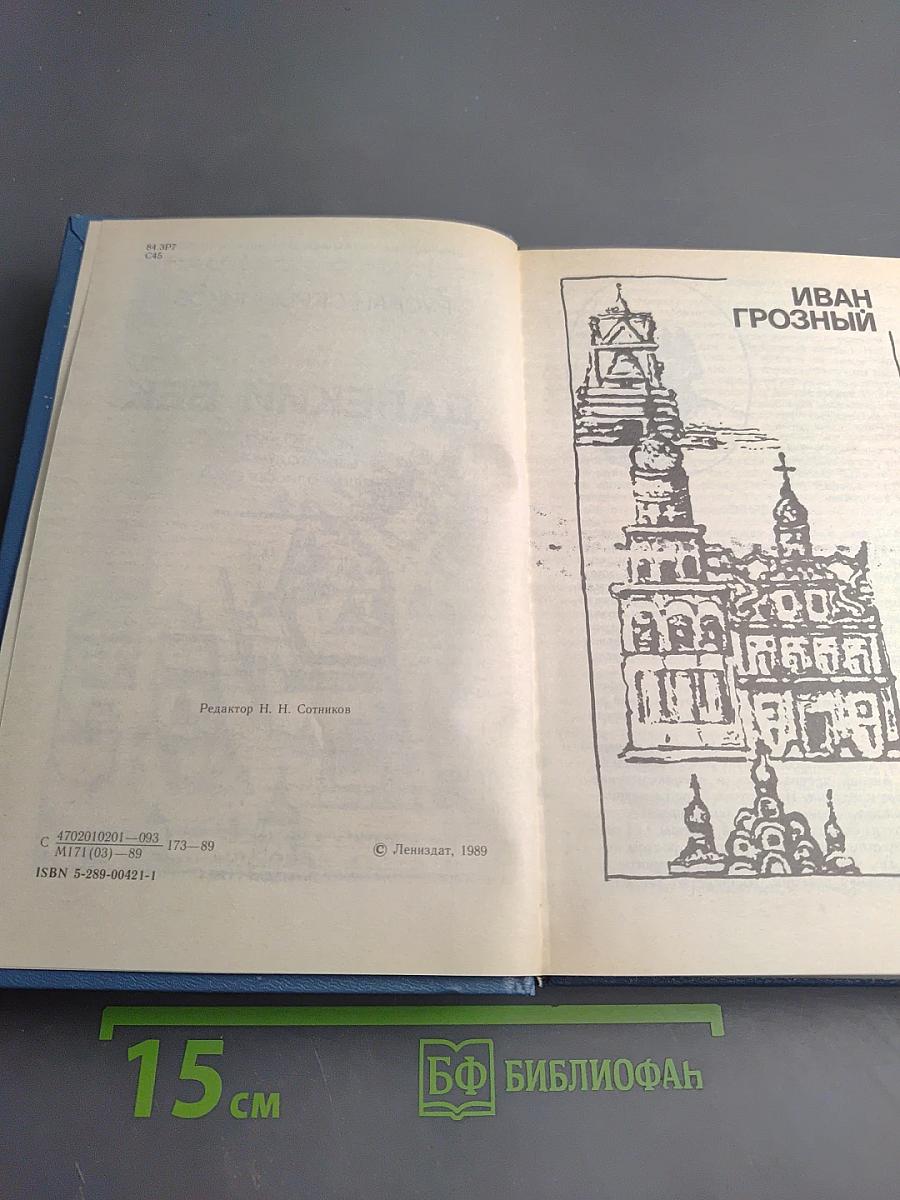 84.3Р7
С45
Редактор Н. Н. Сотников
С 4702010201—093 173—89
М171(03)—89
© Лениздат, 1989
ISBN 5-289-00421-1
ИВАН
ГРОЗНЫЙ
15 см
БФ БИБЛИОФАН